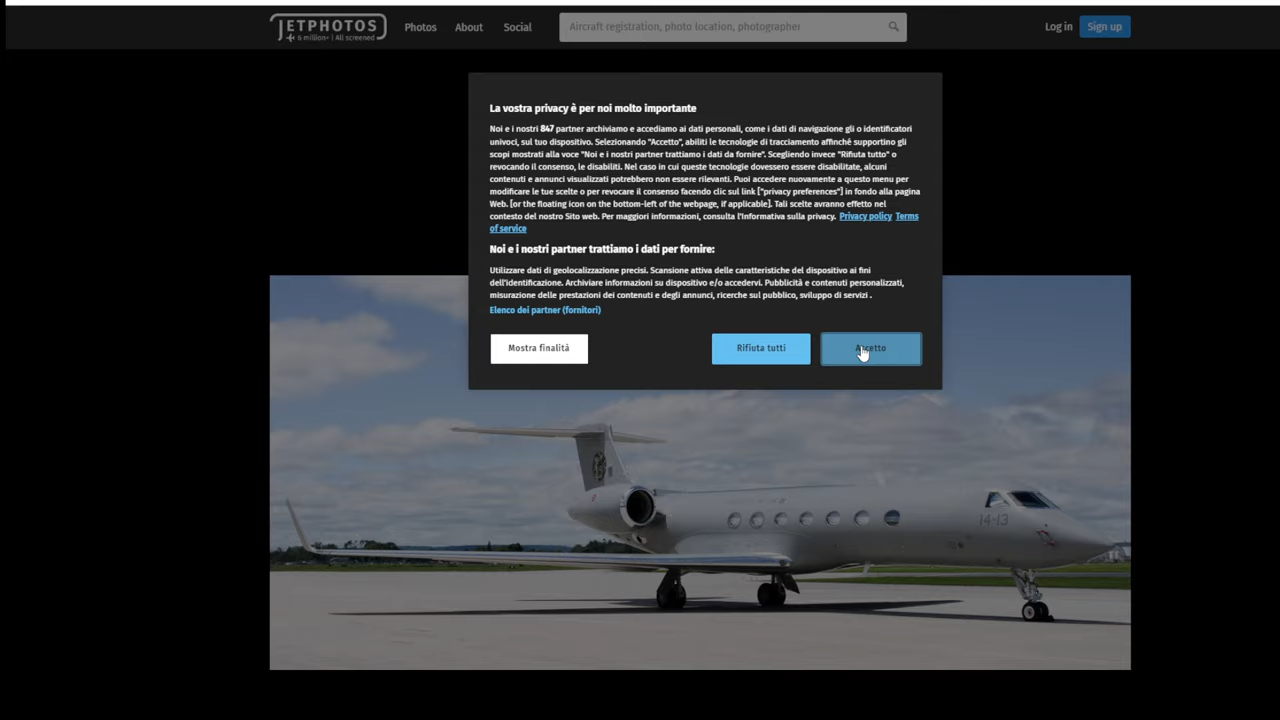 JETPHOTOS
6 million+ | All screened
Photos
About
Social
Aircraft registration, photo location, photographer
Log in
Sign up
La vostra privacy è per noi molto importante
Noi e i nostri 847 partner archiviamo e accediamo ai dati personali, come i dati di navigazione gli o identificatori
univoci, sul tuo dispositivo. Selezionando "Accetto", abiliti le tecnologie di tracciamento affinché supportino gli
scopi mostrati alla voce "Noi e i nostri partner trattiamo i dati da fornire". Scegliendo invece "Rifiuta tutto" o
revocando il consenso, le disabiliti. Nel caso in cui queste tecnologie dovessero essere disabilitate, alcuni
contenuti e annunci visualizzati potrebbero non essere rilevanti. Puoi accedere nuovamente a questo menu per
modificare le tue scelte o per revocare il consenso facendo clic sul link ["privacy preferences"] in fondo alla pagina
Web. [or the floating icon on the bottom-left of the webpage, if applicable]. Tali scelte avranno effetto nel
contesto del nostro Sito web. Per maggiori informazioni, consulta l'Informativa sulla privacy. Privacy policy Terms
of service
Noi e i nostri partner trattiamo i dati per fornire:
Utilizzare dati di geolocalizzazione precisi. Scansione attiva delle caratteristiche del dispositivo ai fini
dell'identificazione. Archiviare informazioni su dispositivo e/o accedervi. Pubblicità e contenuti personalizzati,
misurazione delle prestazioni dei contenuti e degli annunci, ricerche sul pubblico, sviluppo di servizi .
Elenco dei partner (fornitori)
Mostra finalità
Rifiuta tutti
Accetto
14-13